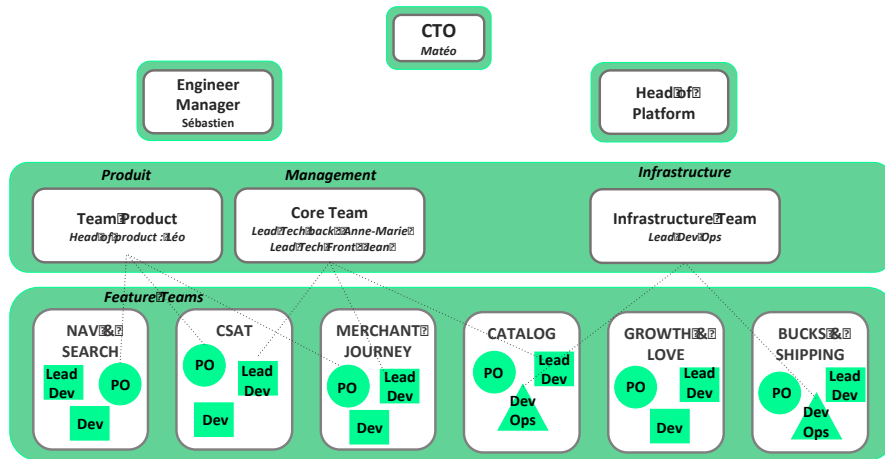 CTO
Matéo
Engineer
Manager
Sébastien
Head of
Platform
Produit
Management
Infrastructure
Team Product
Head of product : Léo
Core Team
Lead Tech back : Anne-Marie
Lead Tech Front : Jean
Infrastructure Team
Lead Dev Ops
Feature Teams
NAV &
SEARCH
Lead
Dev
PO
Dev
CSAT
PO
Lead
Dev
Dev
MERCHANT
JOURNEY
PO
Lead
Dev
Dev
CATALOG
PO
Lead
Dev
Dev
Ops
GROWTH &
LOVE
PO
Lead
Dev
Dev
BUCKS &
SHIPPING
PO
Lead
Dev
Dev
Ops